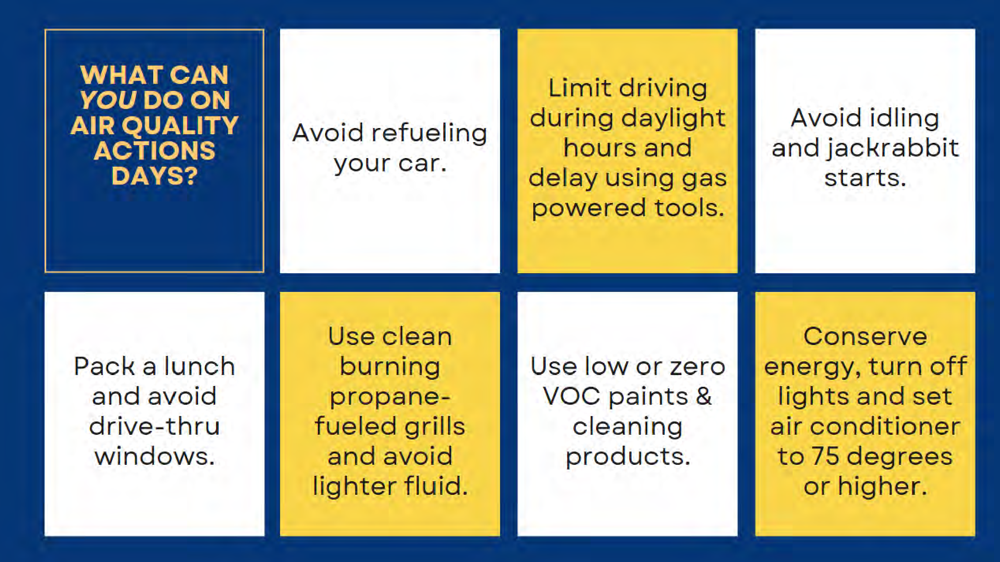 WHAT CAN
YOU DO ON
AIR QUALITY
ACTIONS
DAYS?
Avoid refueling
your car.
Limit driving
during daylight
hours and
delay using gas
powered tools.
Avoid idling
and jackrabbit
starts.
Pack a lunch
and avoid
drive-thru
windows.
Use clean
burning
propane-
fueled grills
and avoid
lighter fluid.
Use low or zero
VOC paints &
cleaning
products.
Conserve
energy, turn off
lights and set
air conditioner
to 75 degrees
or higher.